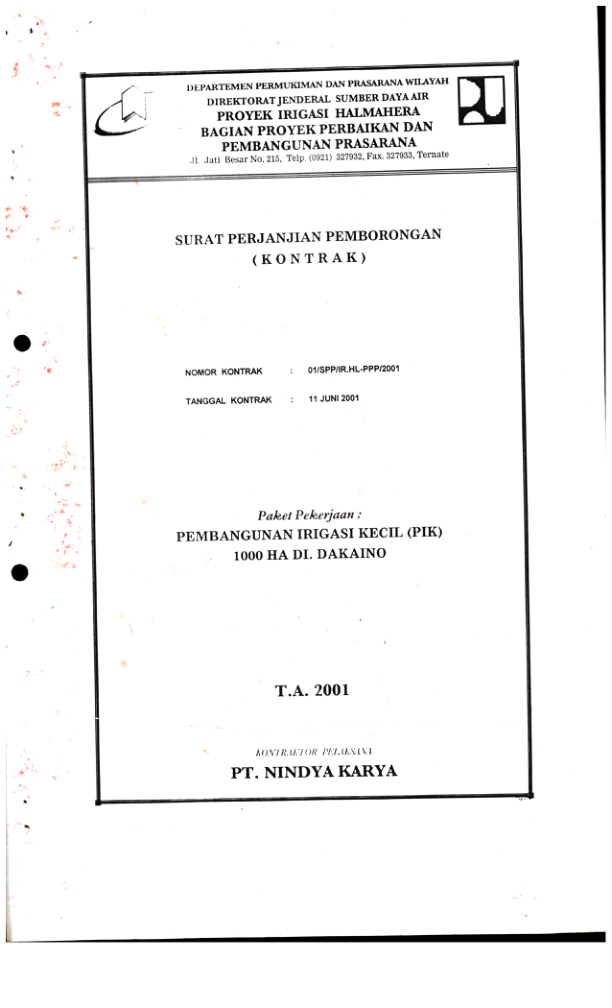 DEPARTEMEN PERMUKIMAN DAN PRASARANA WILAYAH
DIREKTORAT JENDERAL SUMBER DAYA AIR
PROYEK IRIGASI HALMAHERA
BAGIAN PROYEK PERBAIKAN DAN
PEMBANGUNAN PRASARANA
Jl. Jati Besar No. 215, Telp. (0921) 327932, Fax. 327933, Ternate
SURAT PERJANJIAN PEMBORONGAN
( K O N T R A K )
NOMOR KONTRAK : 01/SPP/IR.HL-PPP/2001
TANGGAL KONTRAK : 11 JUNI 2001
Paket Pekerjaan :
PEMBANGUNAN IRIGASI KECIL (PIK)
1000 HA DI. DAKAINO
T.A. 2001
KONTRAKTOR PELAKSANA
PT. NINDYA KARYA